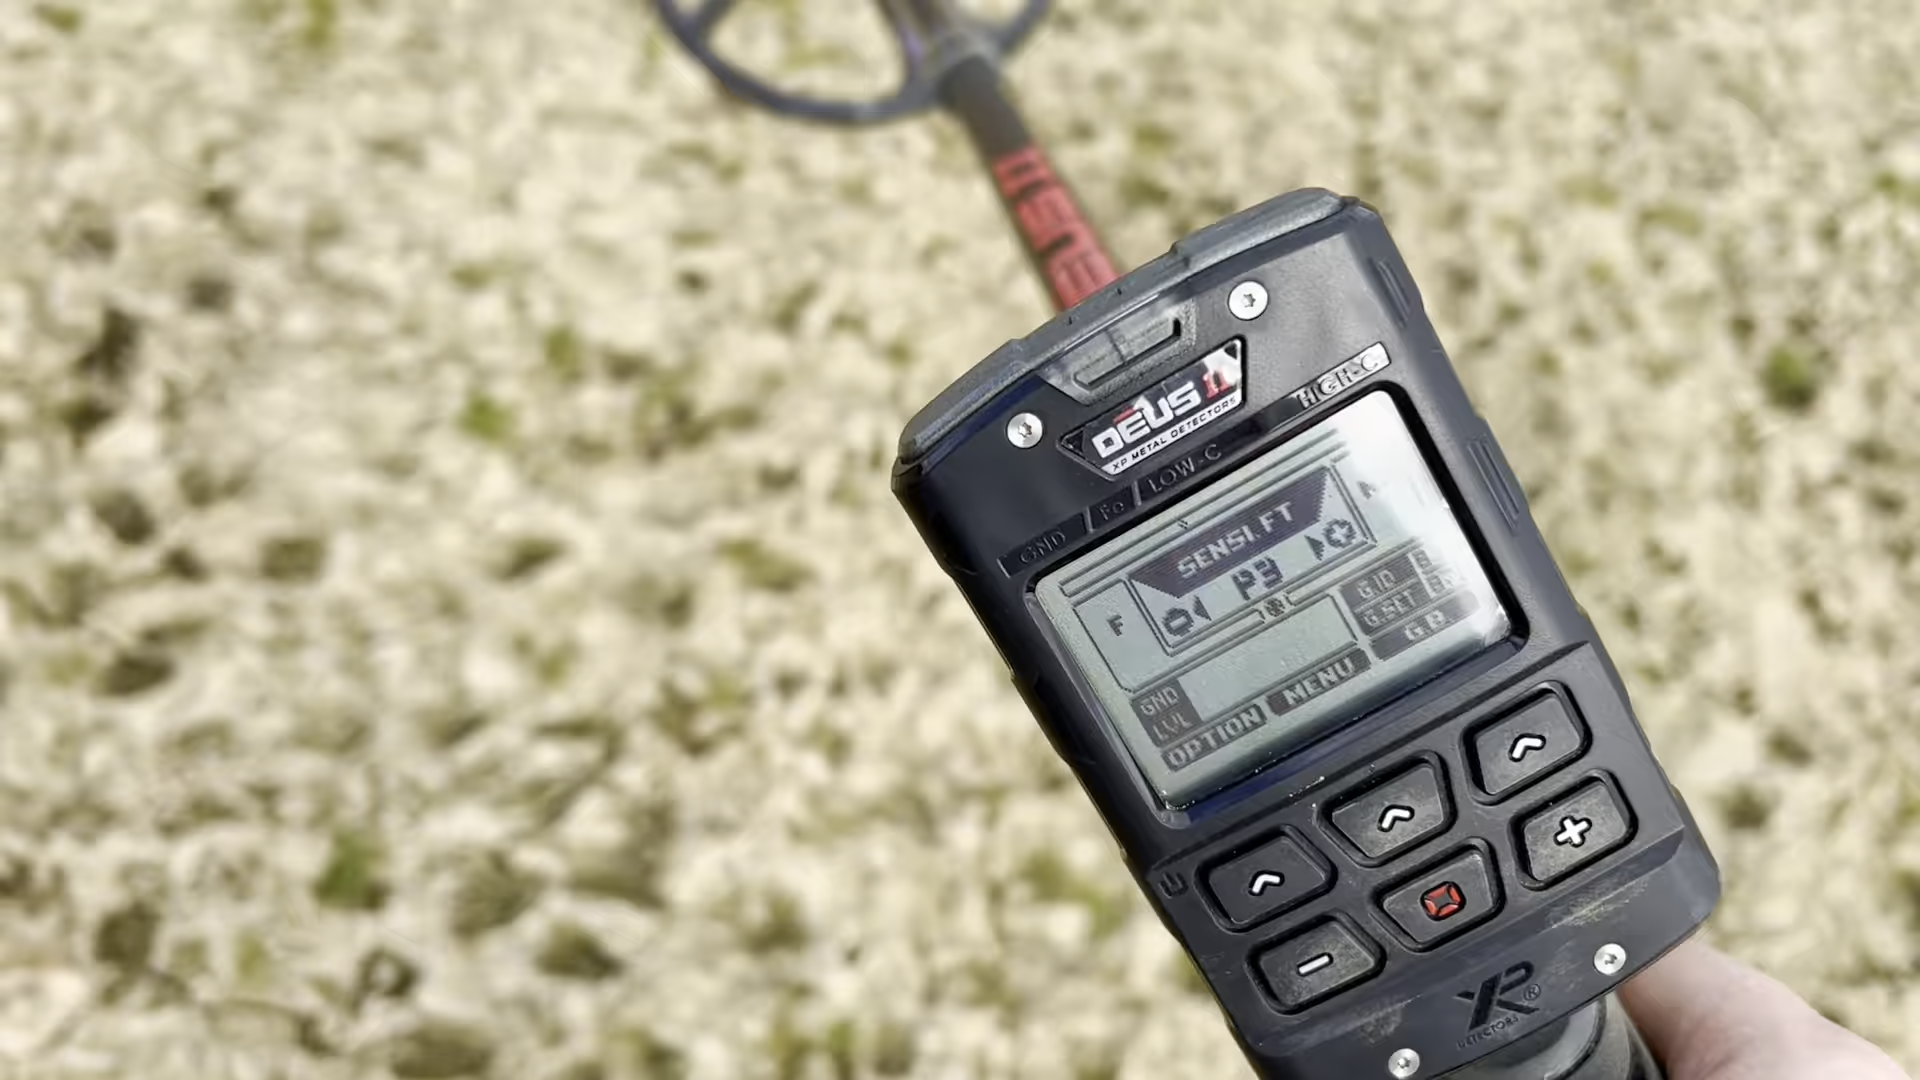 DEUS II
XP METAL DETECTORS
GND / Fe / LOW-C
HIGH-C
SENSI.FT
P3
F
G.ID
G.SET
G.B.
GND
LVL
OPTION
MENU
XP®
DETECTORS